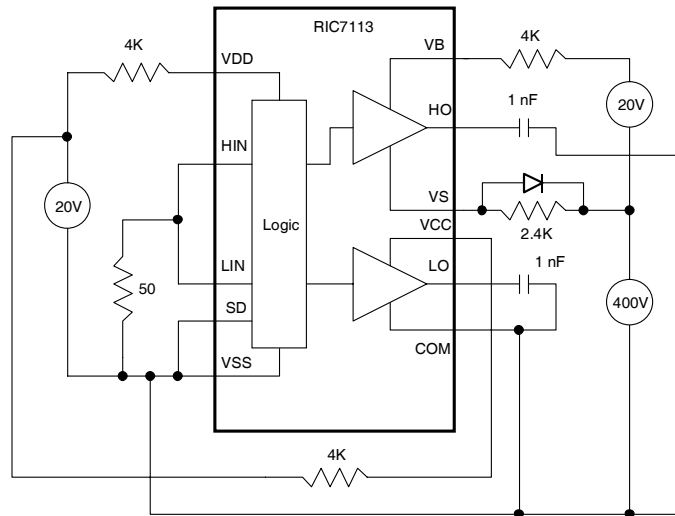 RIC7113
4K
VDD
VB
4K
HIN
HO
1 nF
20V
20V
Logic
VS
2.4K
VCC
50
LIN
LO
1 nF
SD
400V
VSS
COM
4K